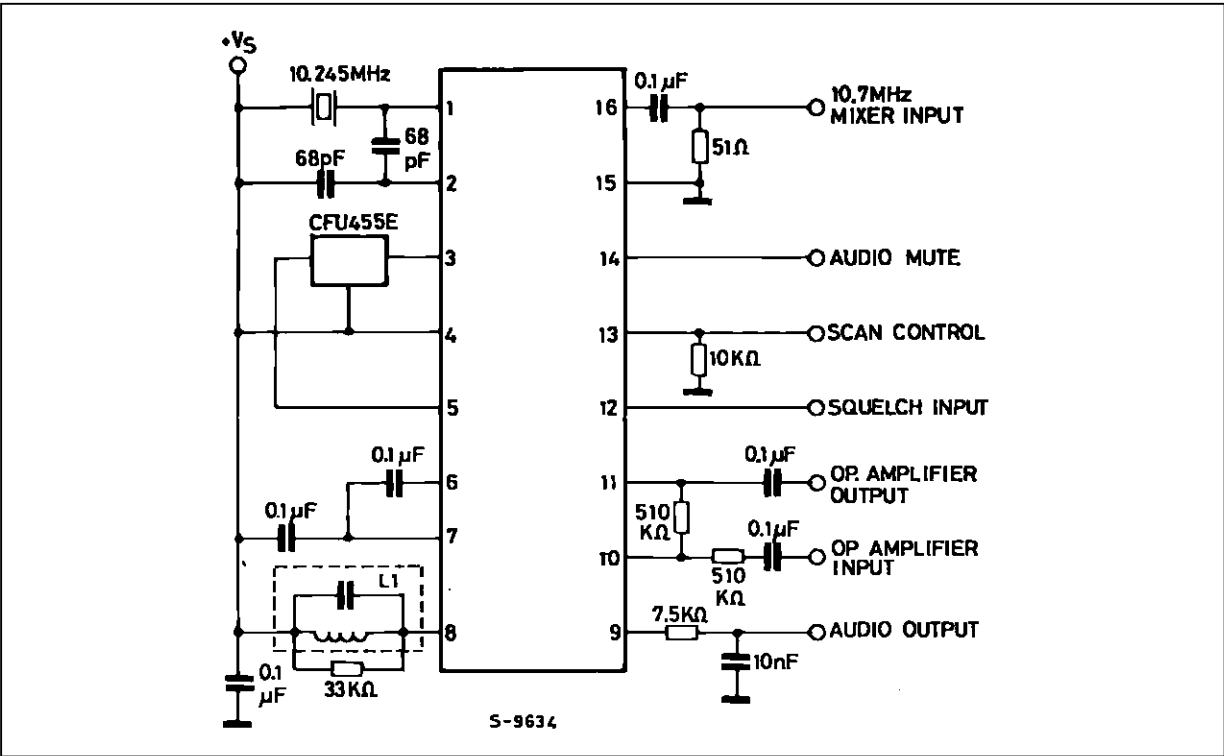 +VS
10.245MHz
68
pF
68pF
CFU455E
0.1µF
0.1µF
L1
33KΩ
0.1
µF
1
2
3
4
5
6
7
8
16
15
14
13
12
11
10
9
0.1µF
10.7MHz
MIXER INPUT
51Ω
AUDIO MUTE
SCAN CONTROL
10KΩ
SQUELCH INPUT
0.1µF
OP. AMPLIFIER
OUTPUT
510
KΩ
0.1µF
OP AMPLIFIER
INPUT
510
KΩ
7.5KΩ
AUDIO OUTPUT
10nF
S-9634